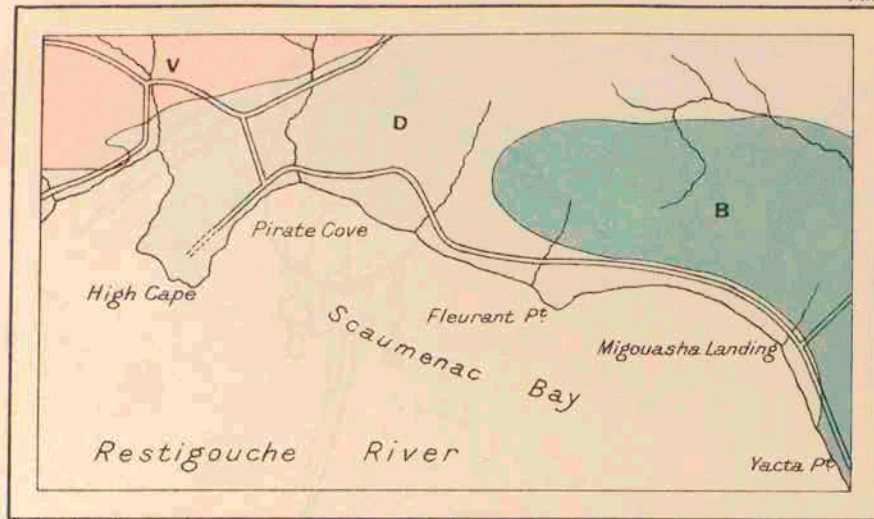 V
D
B
Pirate Cove
High Cape
Fleurant Pt.
Scaumenac Bay
Migouasha Landing
Restigouche River
Yacta Pt.